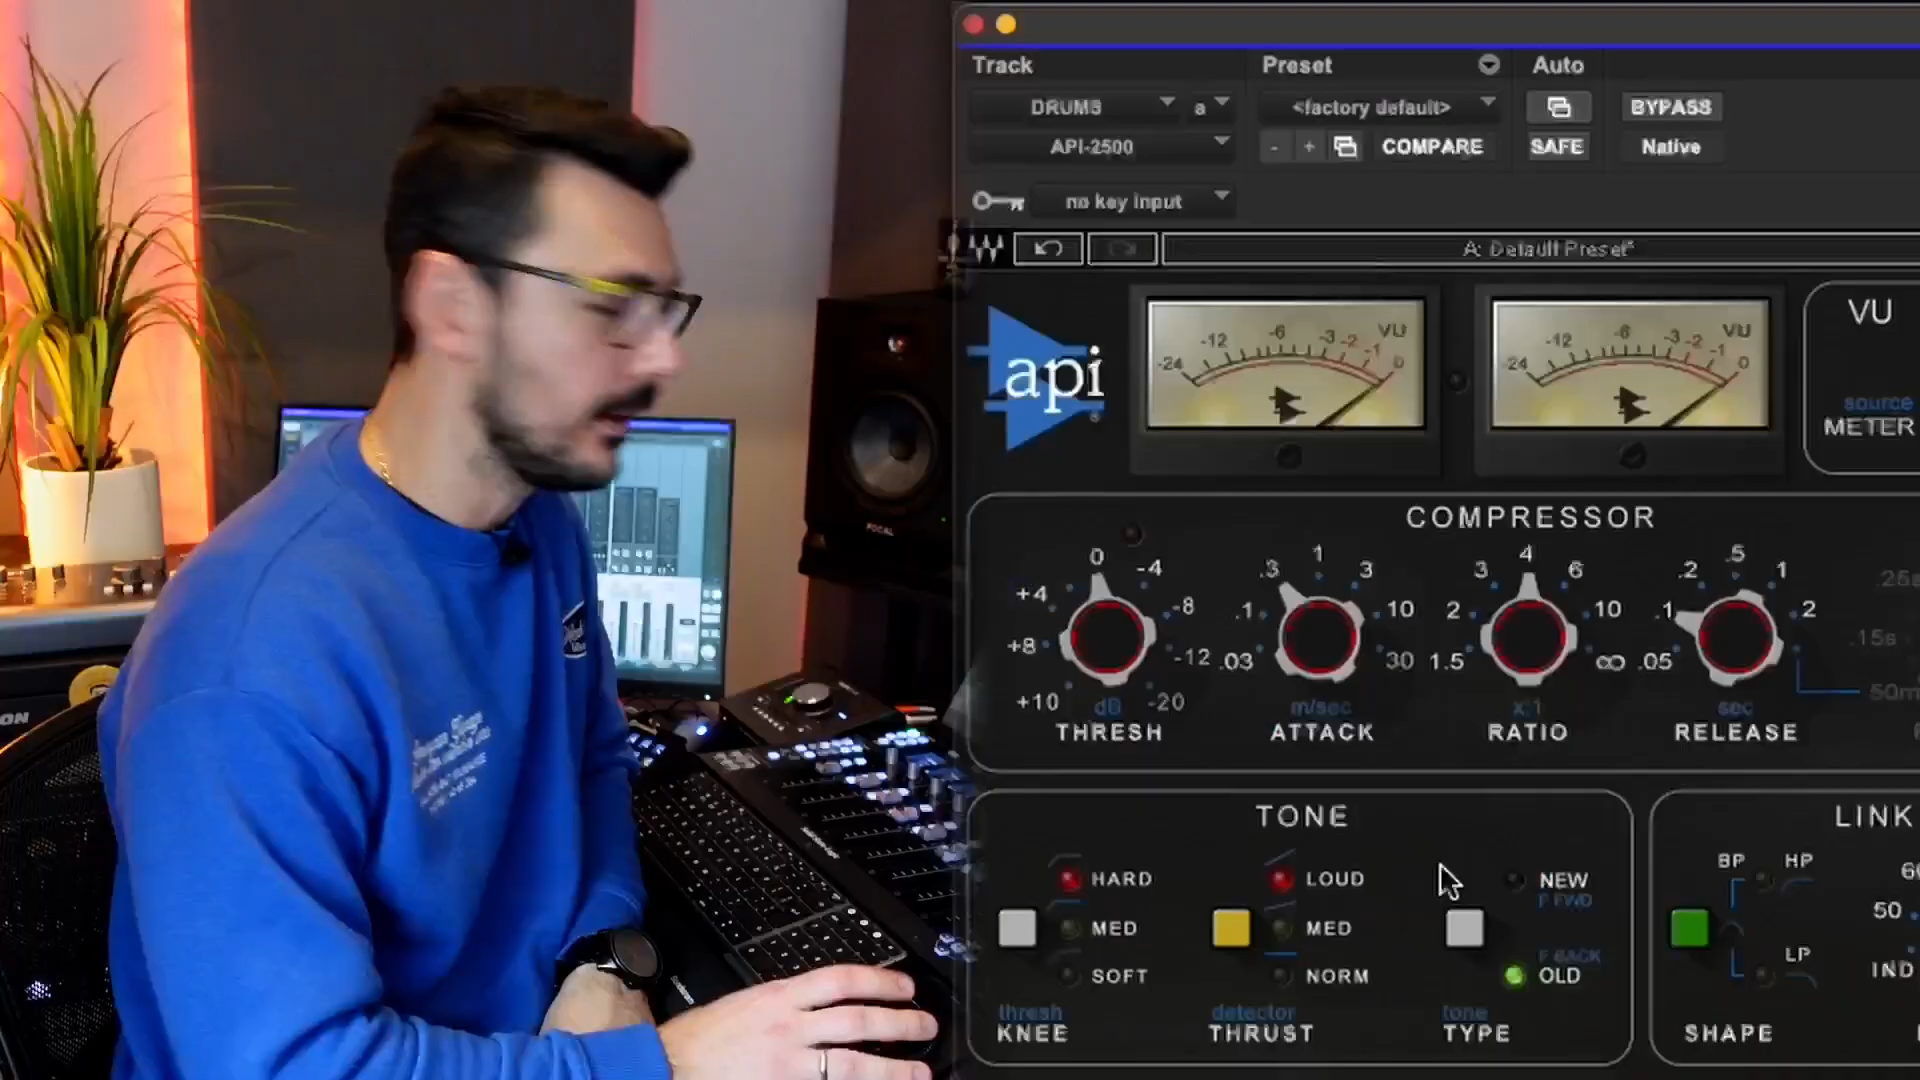 Track
Preset
Auto
DRUMS
a
<factory default>
BYPASS
API-2500
- + COMPARE
SAFE
Native
no key input
A: Default Preset*
api
-24 -12 -6 -3 -2 -1 0 VU
-24 -12 -6 -3 -2 -1 0 VU
VU
source
METER
FOCAL
COMPRESSOR
+10 +8 +4 0 -4 -8 -12 -20
dB
THRESH
.03 .1 .3 1 3 10 30
m/sec
ATTACK
1.5 2 3 4 6 10 ∞
x:1
RATIO
.05 .1 .2 .5 1 2
sec
RELEASE
.15s
50m
TONE
HARD
MED
SOFT
thresh
KNEE
LOUD
MED
NORM
detector
THRUST
NEW
F FWD
F BACK
OLD
tone
TYPE
LINK
BP HP
LP
50
IND
SHAPE